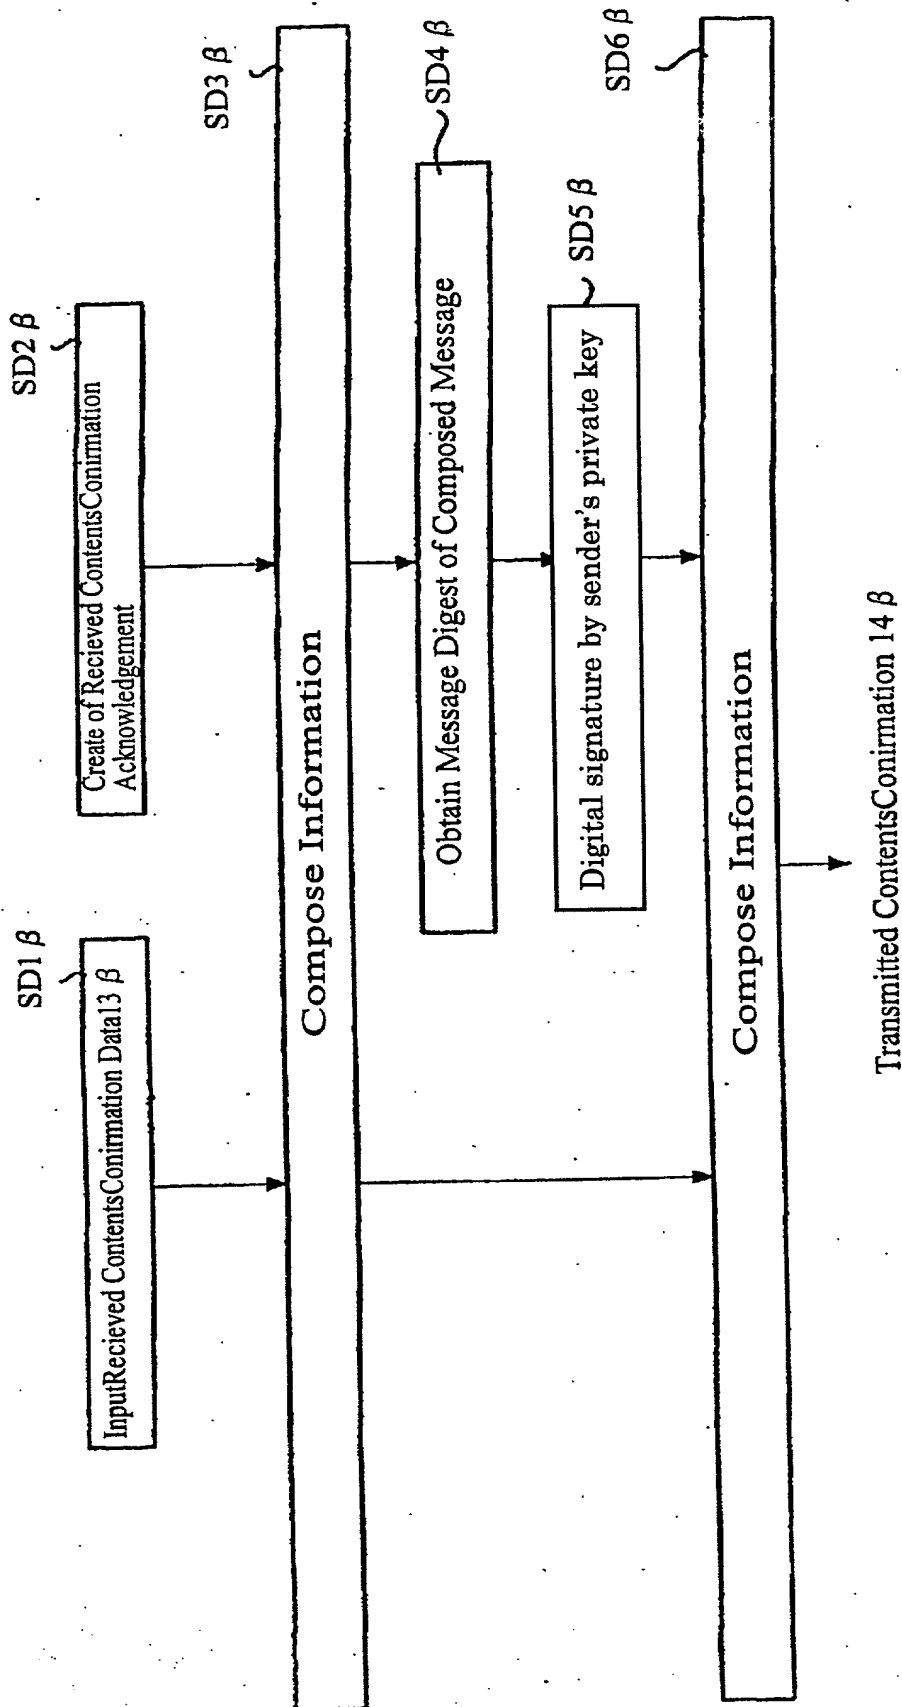 SD1 β
InputRecieved ContentsConirmation Data13 β
SD2 β
Create of Recieved ContentsConirmation
Acknowledgement
SD3 β
Compose Information
SD4 β
Obtain Message Digest of Composed Message
SD5 β
Digital signature by sender's private key
SD6 β
Compose Information
Transmitted ContentsConirmation 14 β